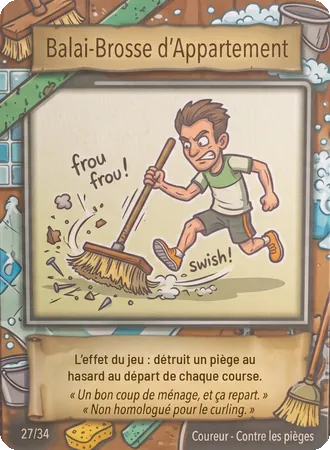 Balai-Brosse d'Appartement
frou
frou!
swish!
L'effet du jeu : détruit un piège au
hasard au départ de chaque course.
« Un bon coup de ménage, et ça repart. »
« Non homologué pour le curling. »
27/34
Coureur - Contre les pièges